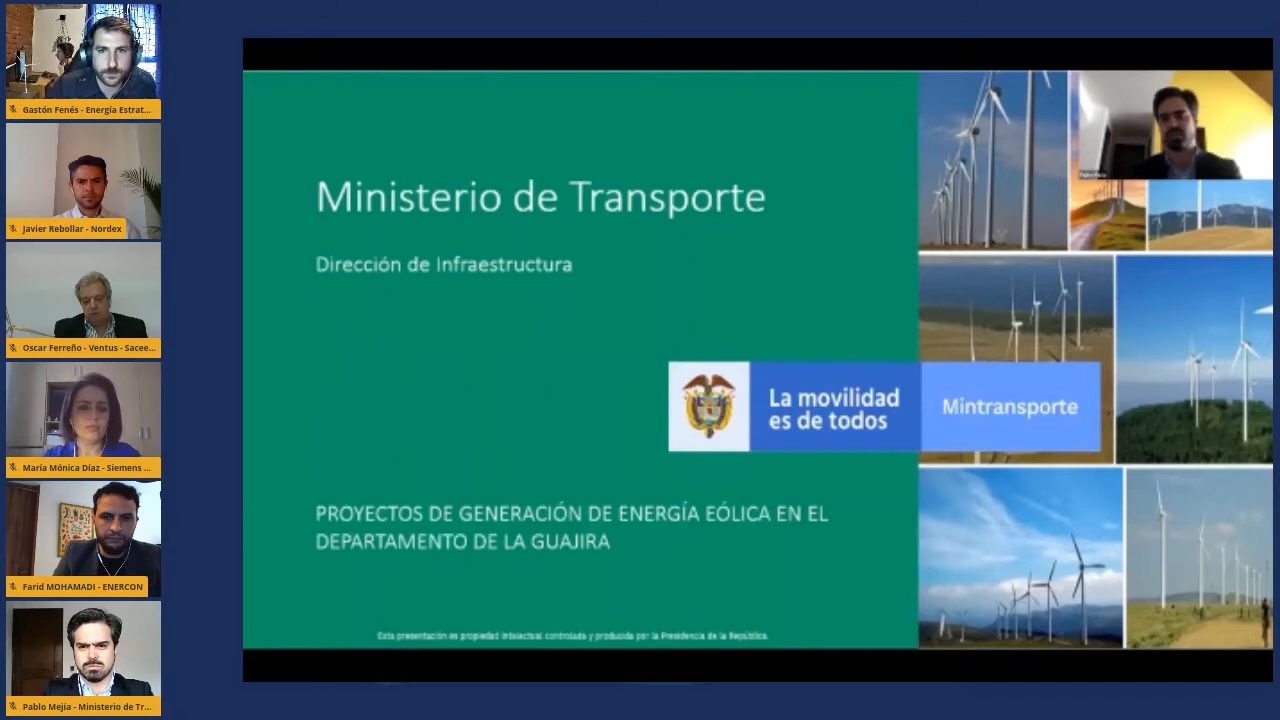 Gastón Fenés - Energía Estrat...
Javier Rebollar - Nordex
Oscar Ferreño - Ventus - Sacee...
María Mónica Díaz - Siemens ...
Farid MOHAMADI - ENERCON
Pablo Mejía - Ministerio de Tr...
Ministerio de Transporte
Dirección de Infraestructura
La movilidad
es de todos
Mintransporte
PROYECTOS DE GENERACIÓN DE ENERGÍA EÓLICA EN EL
DEPARTAMENTO DE LA GUAJIRA
Esta presentación es propiedad intelectual controlada y producida por la Presidencia de la República.